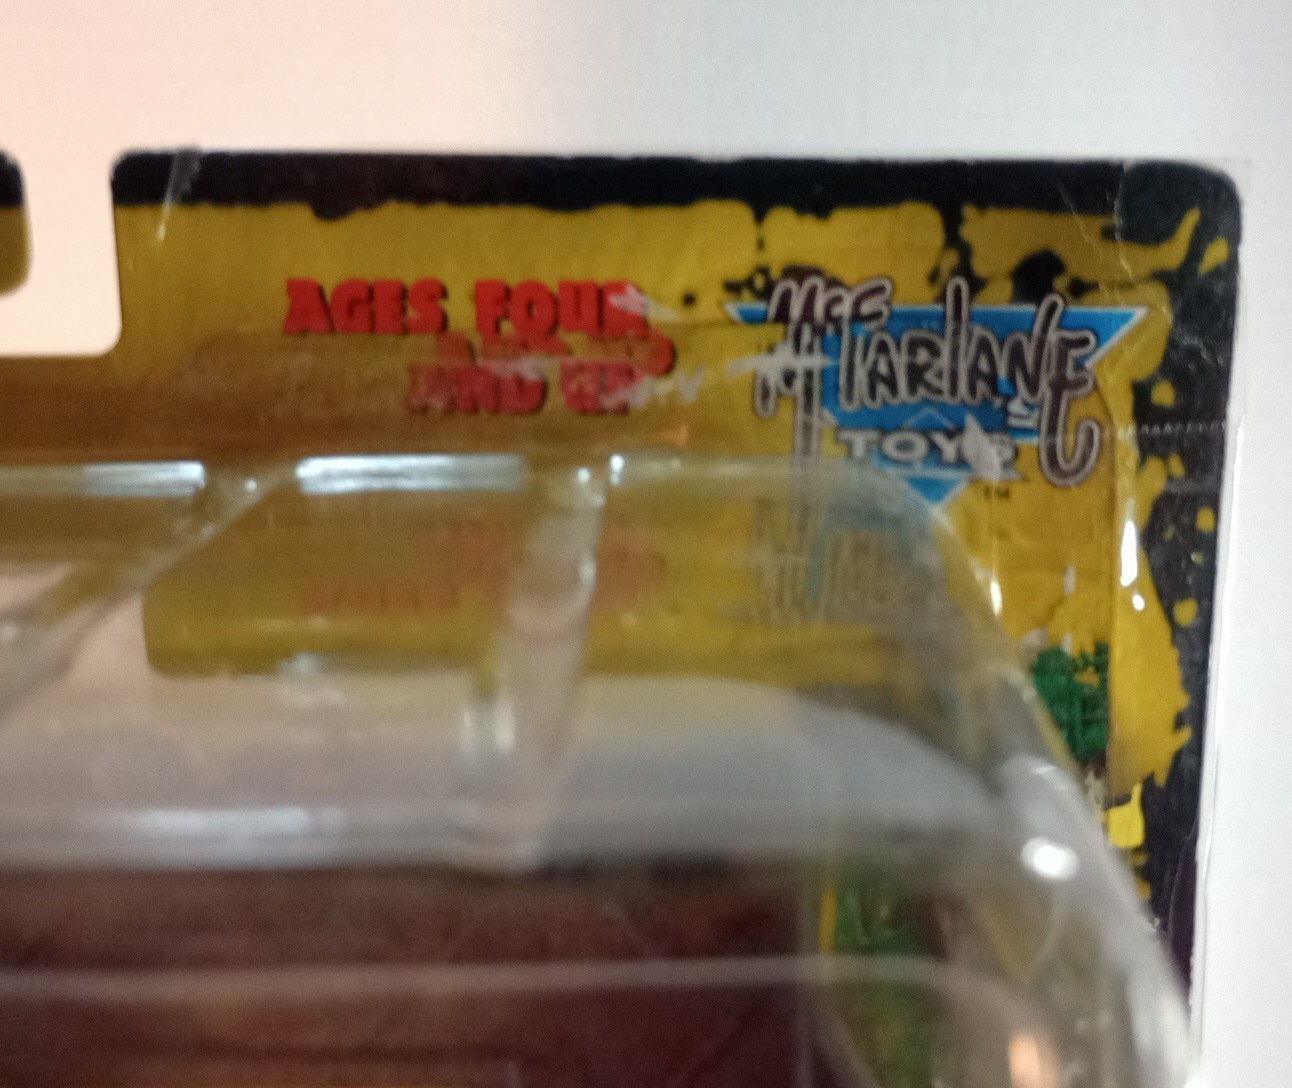 AGES FOUR
AND UP
McFARLANE
TOYS
™